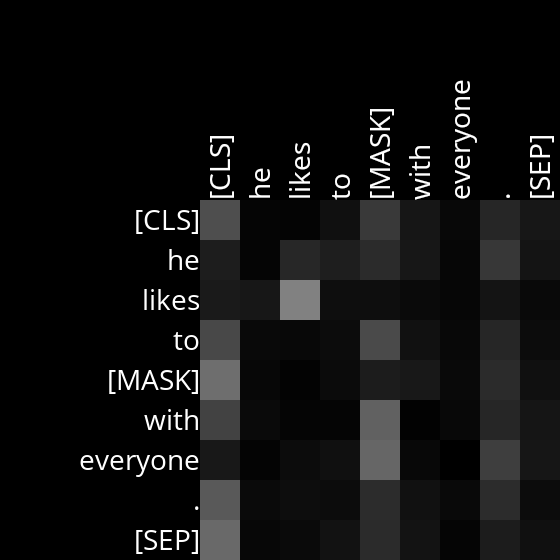 [CLS] he likes to [MASK] with everyone . [SEP]
[CLS]
he
likes
to
[MASK]
with
everyone
.
[SEP]